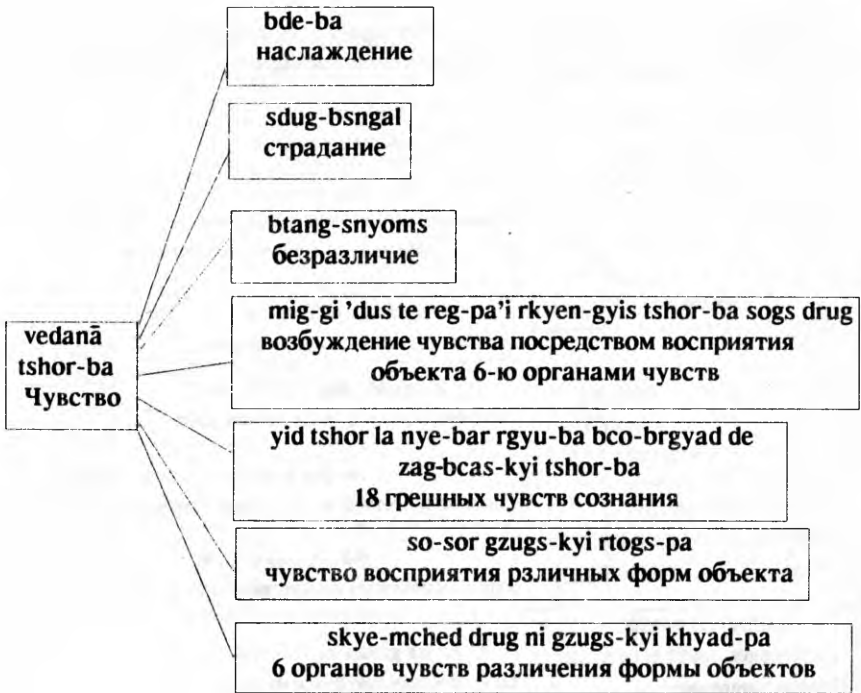 bde-ba
наслаждение
sdug-bsngal
страдание
btang-snyoms
безразличие
mig-gi 'dus te reg-pa'i rkyen-gyis tshor-ba sogs drug
возбуждение чувства посредством восприятия
объекта 6-ю органами чувств
vedanā
tshor-ba
Чувство
yid tshor la nye-bar rgyu-ba bco-brgyad de
zag-bcas-kyi tshor-ba
18 грешных чувств сознания
so-sor gzugs-kyi rtogs-pa
чувство восприятия рзличных форм объекта
skye-mched drug ni gzugs-kyi khyad-pa
6 органов чувств различения формы объектов